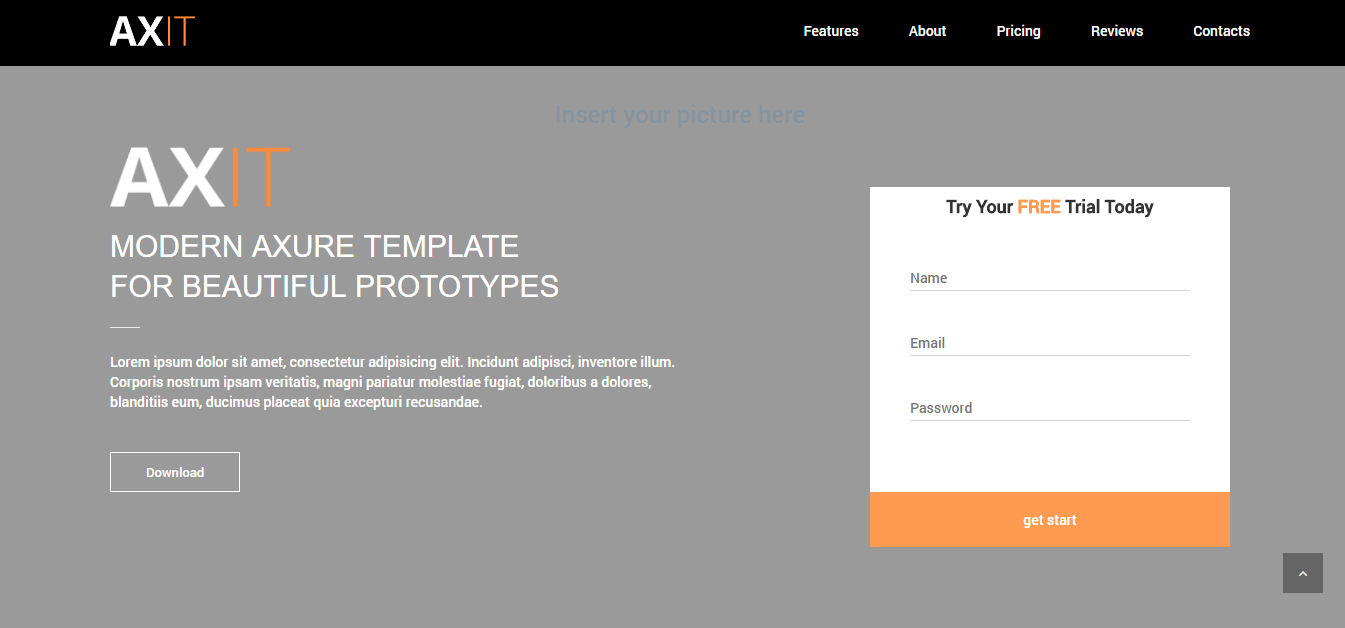 AXIT
Features
About
Pricing
Reviews
Contacts
Insert your picture here
AXIT
MODERN AXURE TEMPLATE
FOR BEAUTIFUL PROTOTYPES
Lorem ipsum dolor sit amet, consectetur adipisicing elit. Incidunt adipisci, inventore illum.
Corporis nostrum ipsam veritatis, magni pariatur molestiae fugiat, doloribus a dolores,
blanditiis eum, ducimus placeat quia excepturi recusandae.
Download
Try Your FREE Trial Today
Name
Email
Password
get start